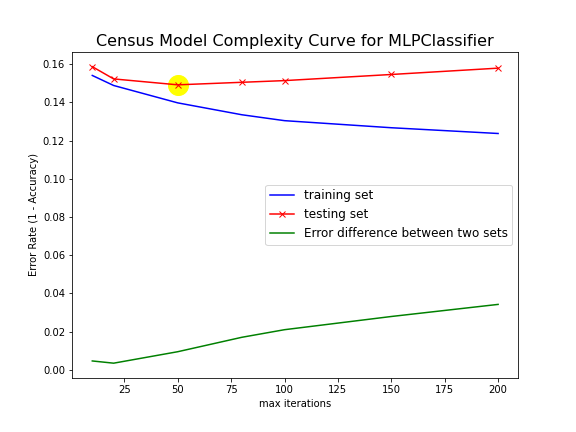 Census Model Complexity Curve for MLPClassifier
0.16
0.14
0.12
0.10
0.08
0.06
0.04
0.02
0.00
Error Rate (1 - Accuracy)
training set
testing set
Error difference between two sets
25 50 75 100 125 150 175 200
max iterations